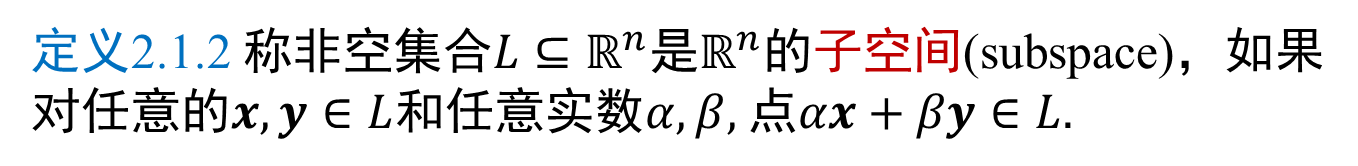 定义2.1.2 称非空集合L ⊆ ℝⁿ是ℝⁿ的子空间(subspace)，如果
对任意的x, y ∈ L和任意实数α, β, 点αx + βy ∈ L.